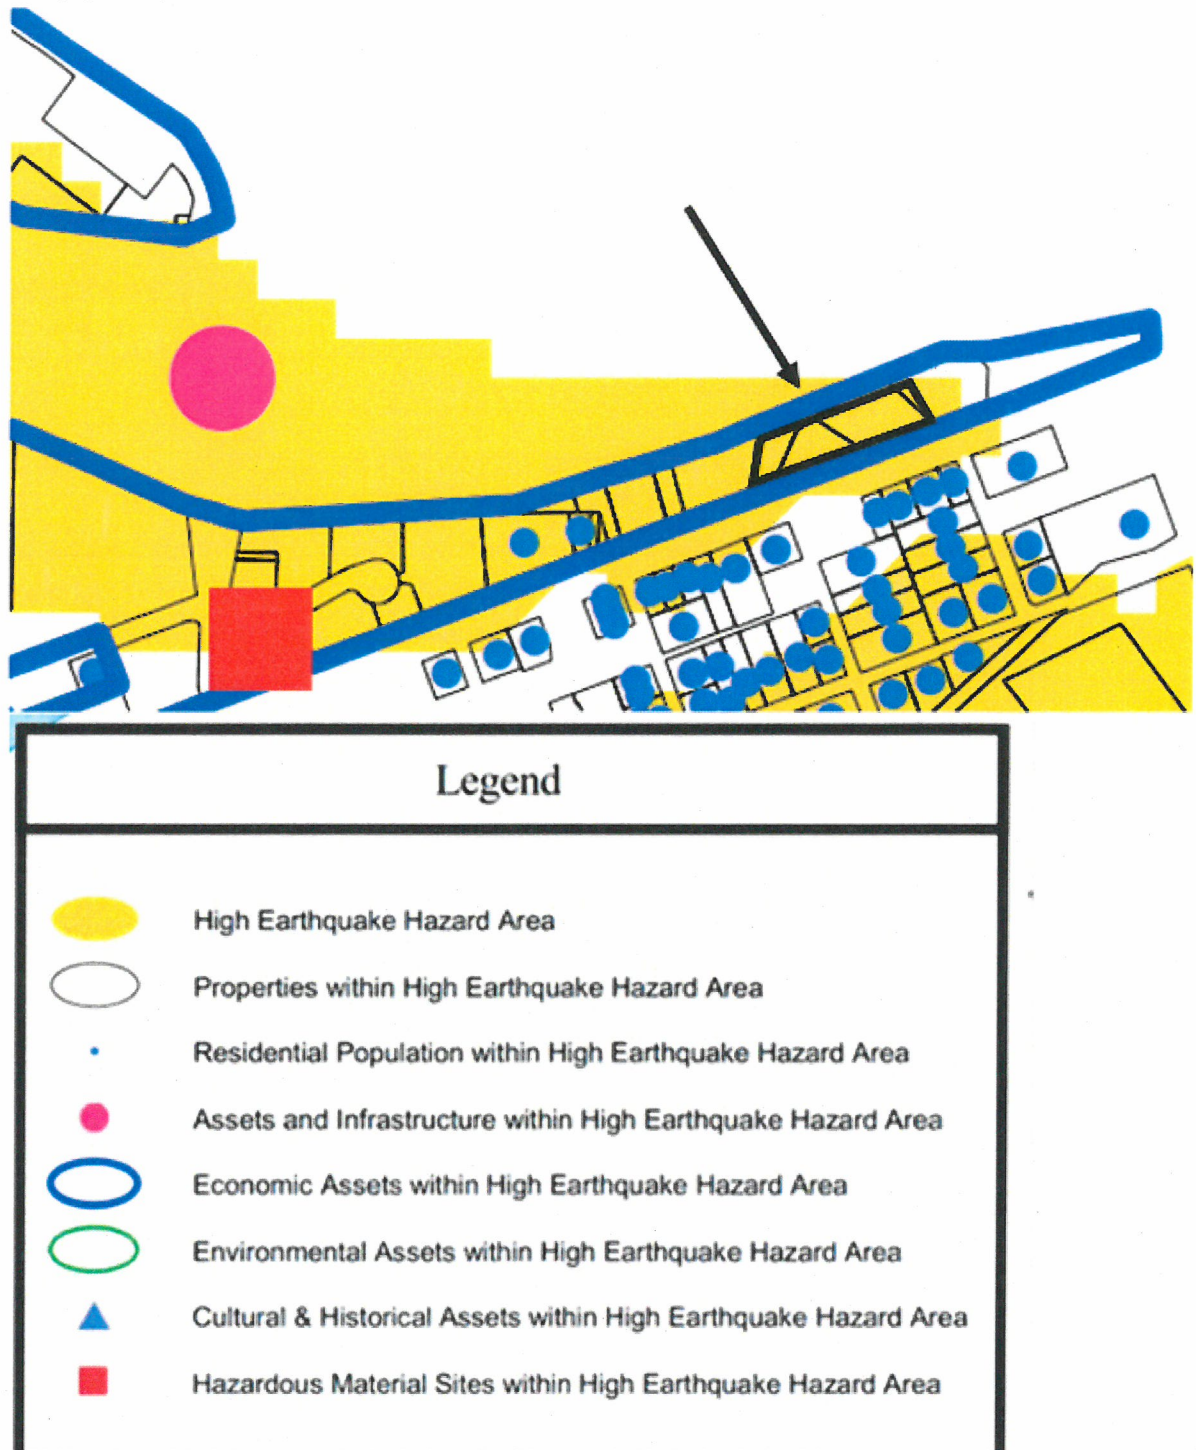 Legend
High Earthquake Hazard Area
Properties within High Earthquake Hazard Area
Residential Population within High Earthquake Hazard Area
Assets and Infrastructure within High Earthquake Hazard Area
Economic Assets within High Earthquake Hazard Area
Environmental Assets within High Earthquake Hazard Area
Cultural & Historical Assets within High Earthquake Hazard Area
Hazardous Material Sites within High Earthquake Hazard Area